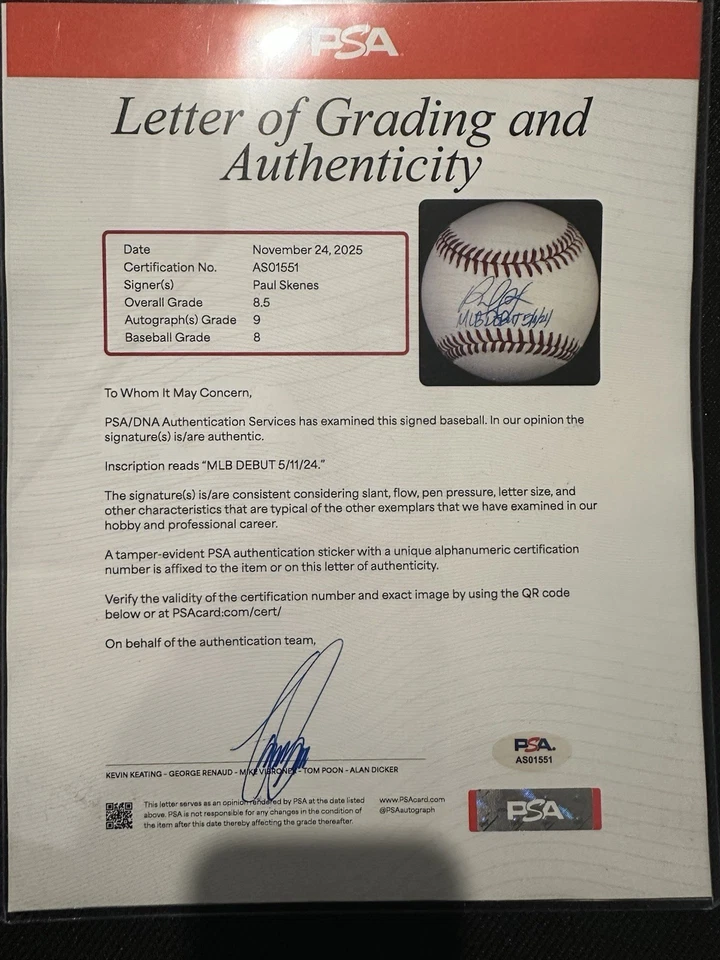 PSA
Letter of Grading and
Authenticity
Date November 24, 2025
Certification No. AS01551
Signer(s) Paul Skenes
Overall Grade 8.5
Autograph(s) Grade 9
Baseball Grade 8
MLB DEBUT 5/11/24
To Whom It May Concern,
PSA/DNA Authentication Services has examined this signed baseball. In our opinion the
signature(s) is/are authentic.
Inscription reads “MLB DEBUT 5/11/24.”
The signature(s) is/are consistent considering slant, flow, pen pressure, letter size, and
other characteristics that are typical of the other exemplars that we have examined in our
hobby and professional career.
A tamper-evident PSA authentication sticker with a unique alphanumeric certification
number is affixed to the item or on this letter of authenticity.
Verify the validity of the certification number and exact image by using the QR code
below or at PSAcard.com/cert/
On behalf of the authentication team,
KEVIN KEATING - GEORGE RENAUD - MIKE VIBRONEK - TOM POON - ALAN DICKER
This letter serves as an opinion rendered by PSA at the date listed
above. PSA is not responsible for any changes in the condition of
the item after this date thereby affecting the grade thereafter.
www.PSAcard.com
@PSAautograph
PSA.
AS01551
PSA